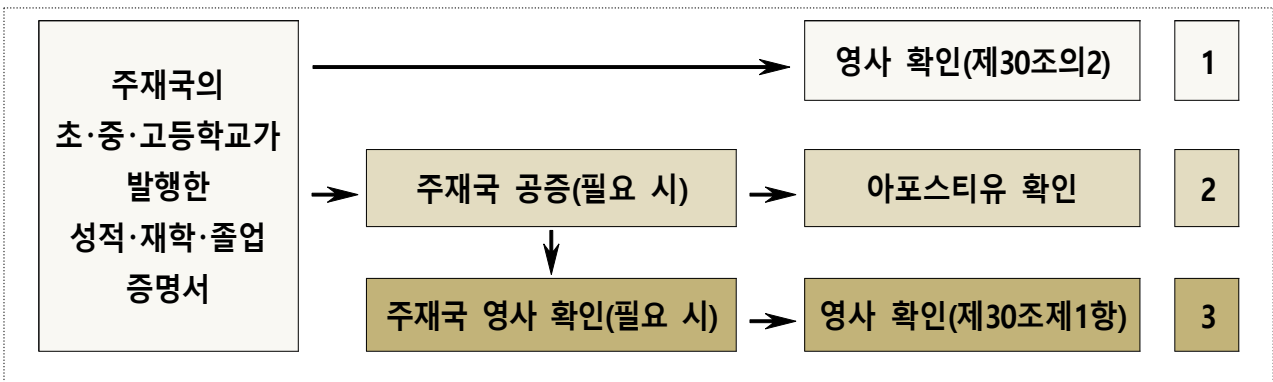 주재국의
초·중·고등학교가
발행한
성적·재학·졸업
증명서
영사 확인(제30조의2)
1
주재국 공증(필요 시)
아포스티유 확인
2
주재국 영사 확인(필요 시)
영사 확인(제30조제1항)
3